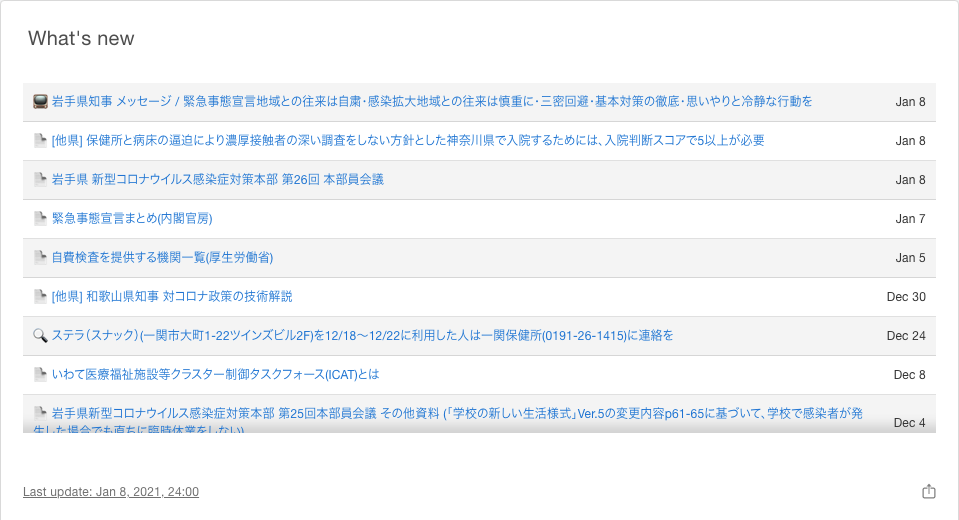 What's new
岩手県知事 メッセージ / 緊急事態宣言地域との往来は自粛・感染拡大地域との往来は慎重に・三密回避・基本対策の徹底・思いやりと冷静な行動を Jan 8
[他県] 保健所と病床の逼迫により濃厚接触者の深い調査をしない方針とした神奈川県で入院するためには、入院判断スコアで5以上が必要 Jan 8
岩手県 新型コロナウイルス感染症対策本部 第26回 本部員会議 Jan 8
緊急事態宣言まとめ(内閣官房) Jan 7
自費検査を提供する機関一覧(厚生労働省) Jan 5
[他県] 和歌山県知事 対コロナ政策の技術解説 Dec 30
ステラ（スナック）(一関市大町1-22ツインズビル2F)を12/18〜12/22に利用した人は一関保健所(0191-26-1415)に連絡を Dec 24
いわて医療福祉施設等クラスター制御タスクフォース(ICAT)とは Dec 8
岩手県新型コロナウイルス感染症対策本部 第25回本部員会議 その他資料 (「学校の新しい生活様式」Ver.5の変更内容p61-65に基づいて、学校で感染者が発 Dec 4
生した場合でも直ちに臨時休業をしない)
Last update: Jan 8, 2021, 24:00